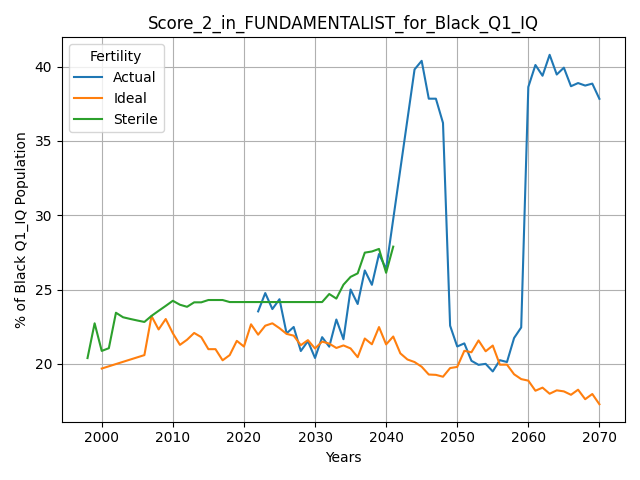 Score_2_in_FUNDAMENTALIST_for_Black_Q1_IQ
Fertility
Actual
Ideal
Sterile
% of Black Q1_IQ Population
40
35
30
25
20
2000 2010 2020 2030 2040 2050 2060 2070
Years